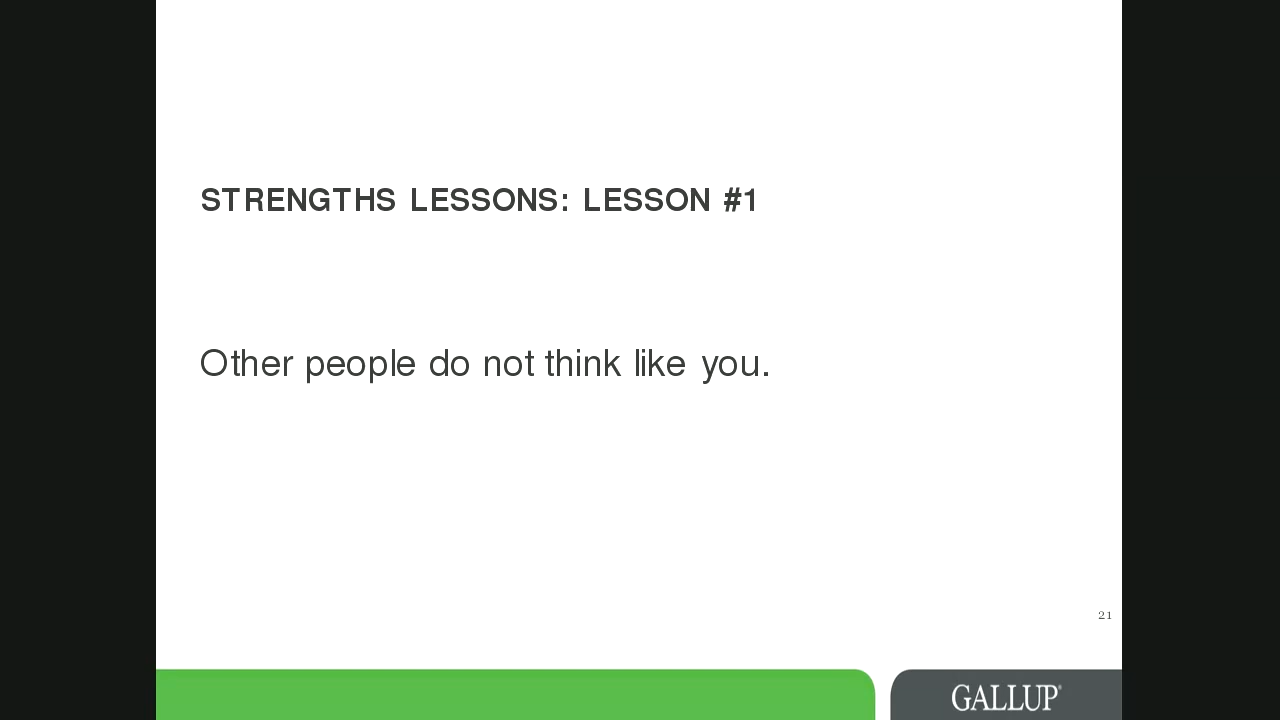 STRENGTHS LESSONS: LESSON #1
Other people do not think like you.
21
GALLUP®